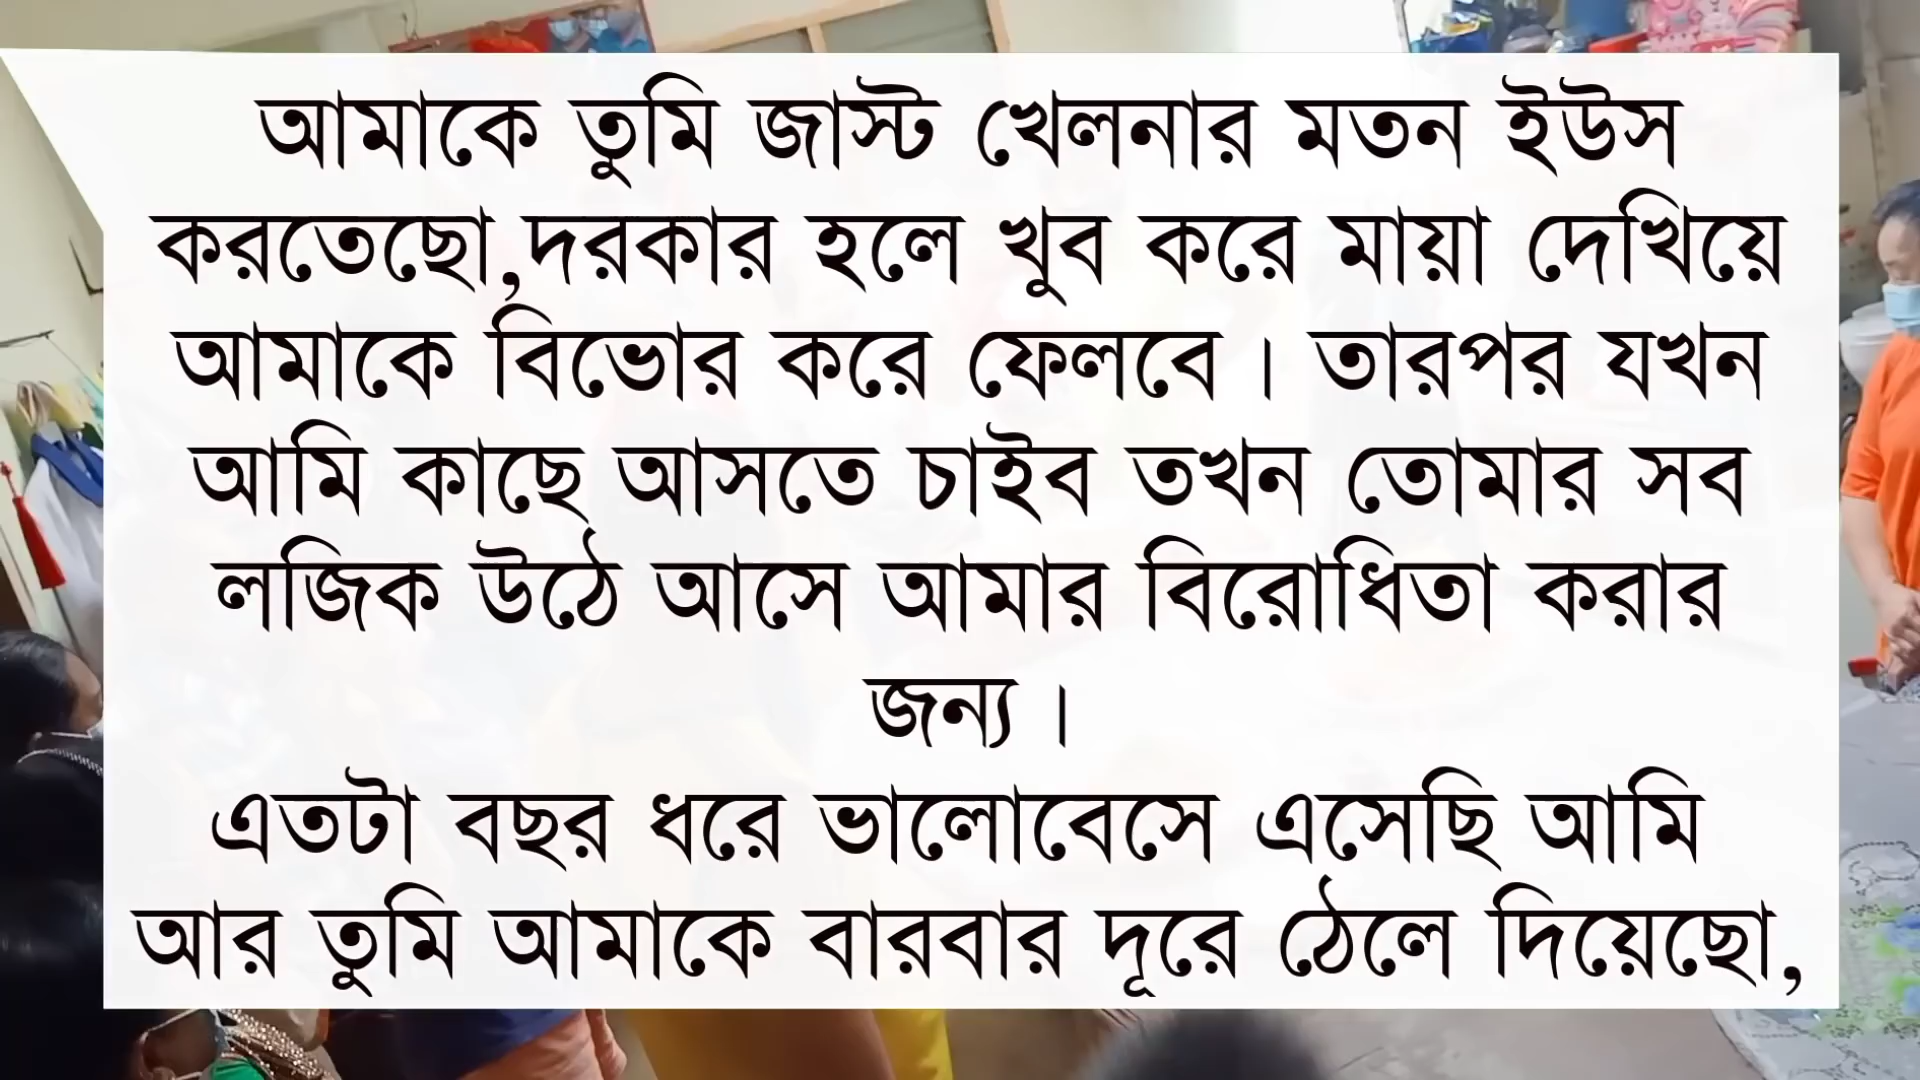 আমাকে তুমি জাস্ট খেলনার মতন ইউস
করতেছো,দরকার হলে খুব করে মায়া দেখিয়ে
আমাকে বিভোর করে ফেলবে। তারপর যখন
আমি কাছে আসতে চাইব তখন তোমার সব
লজিক উঠে আসে আমার বিরোধিতা করার
জন্য।
এতটা বছর ধরে ভালোবেসে এসেছি আমি
আর তুমি আমাকে বারবার দূরে ঠেলে দিয়েছো,